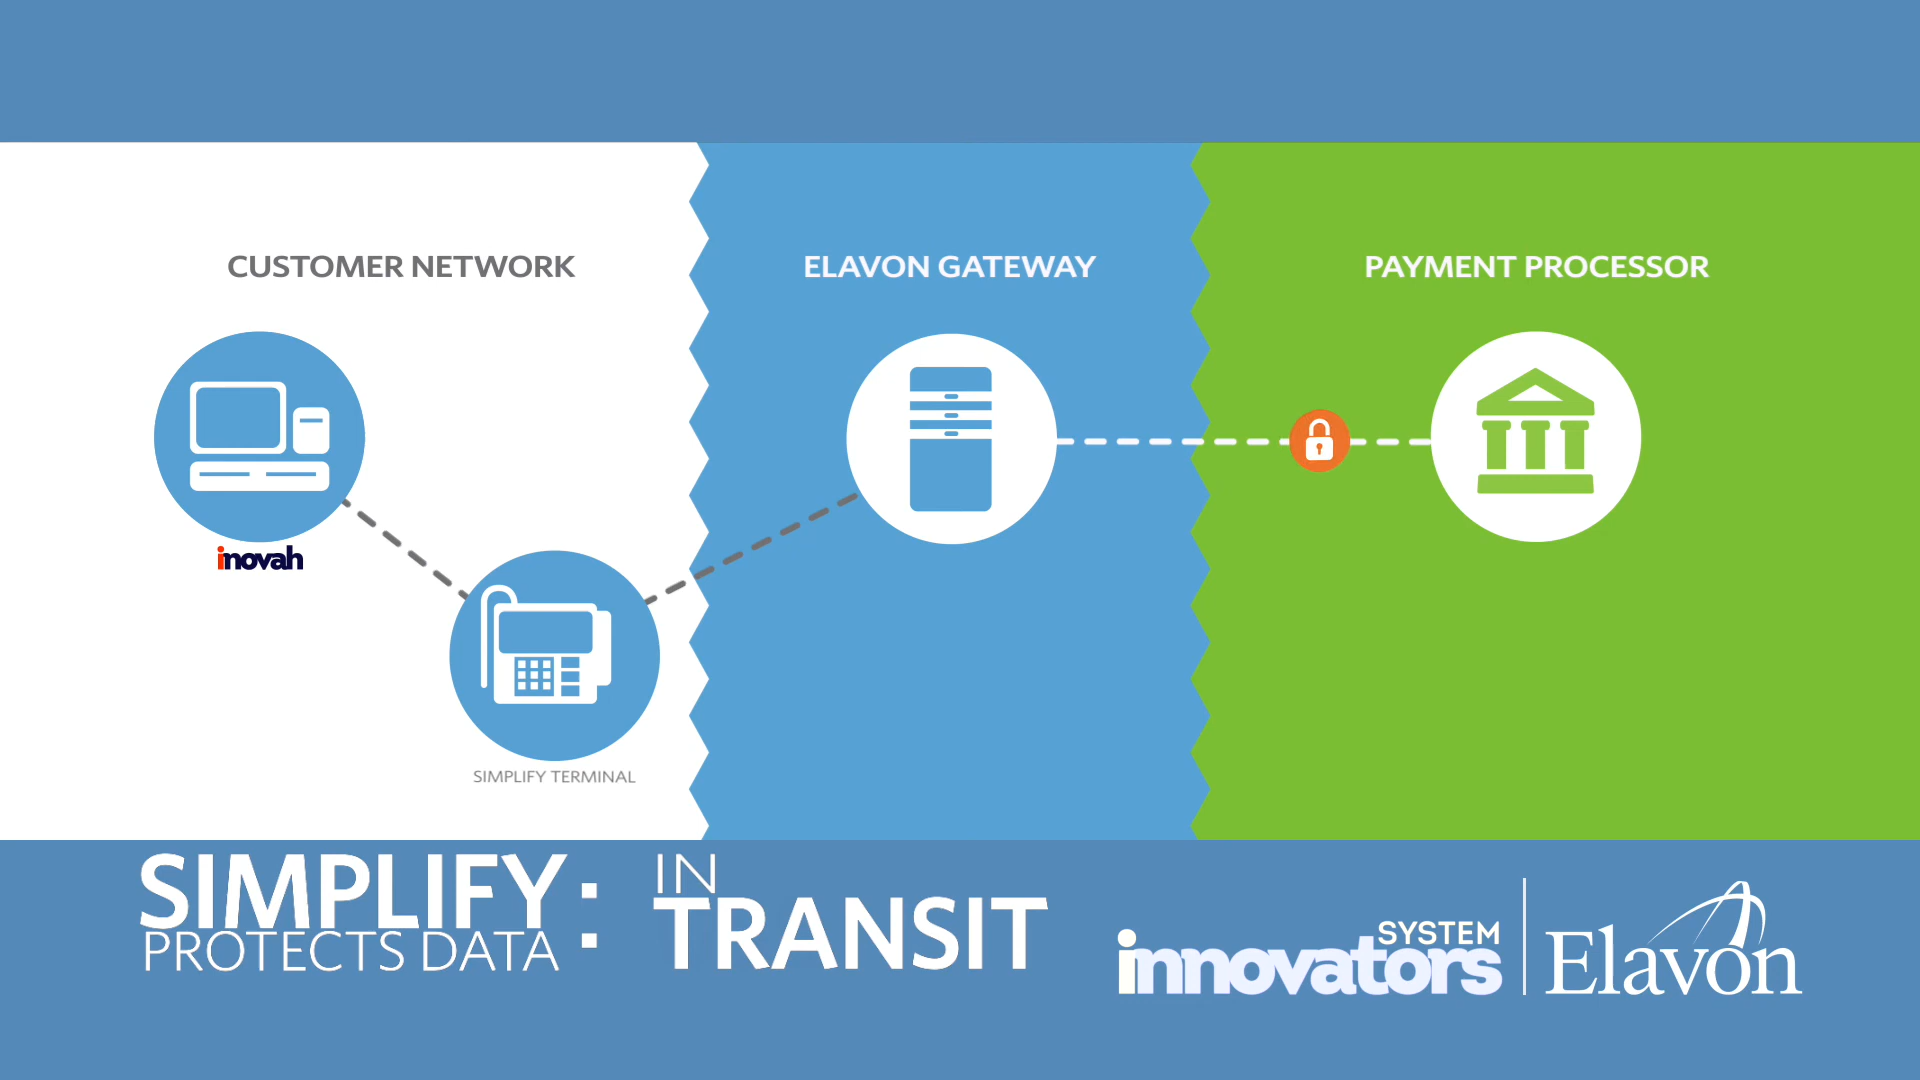 CUSTOMER NETWORK
ELAVON GATEWAY
PAYMENT PROCESSOR
inovah
SIMPLIFY TERMINAL
SIMPLIFY:
PROTECTS DATA
IN
TRANSIT
SYSTEM
innovators
Elavon